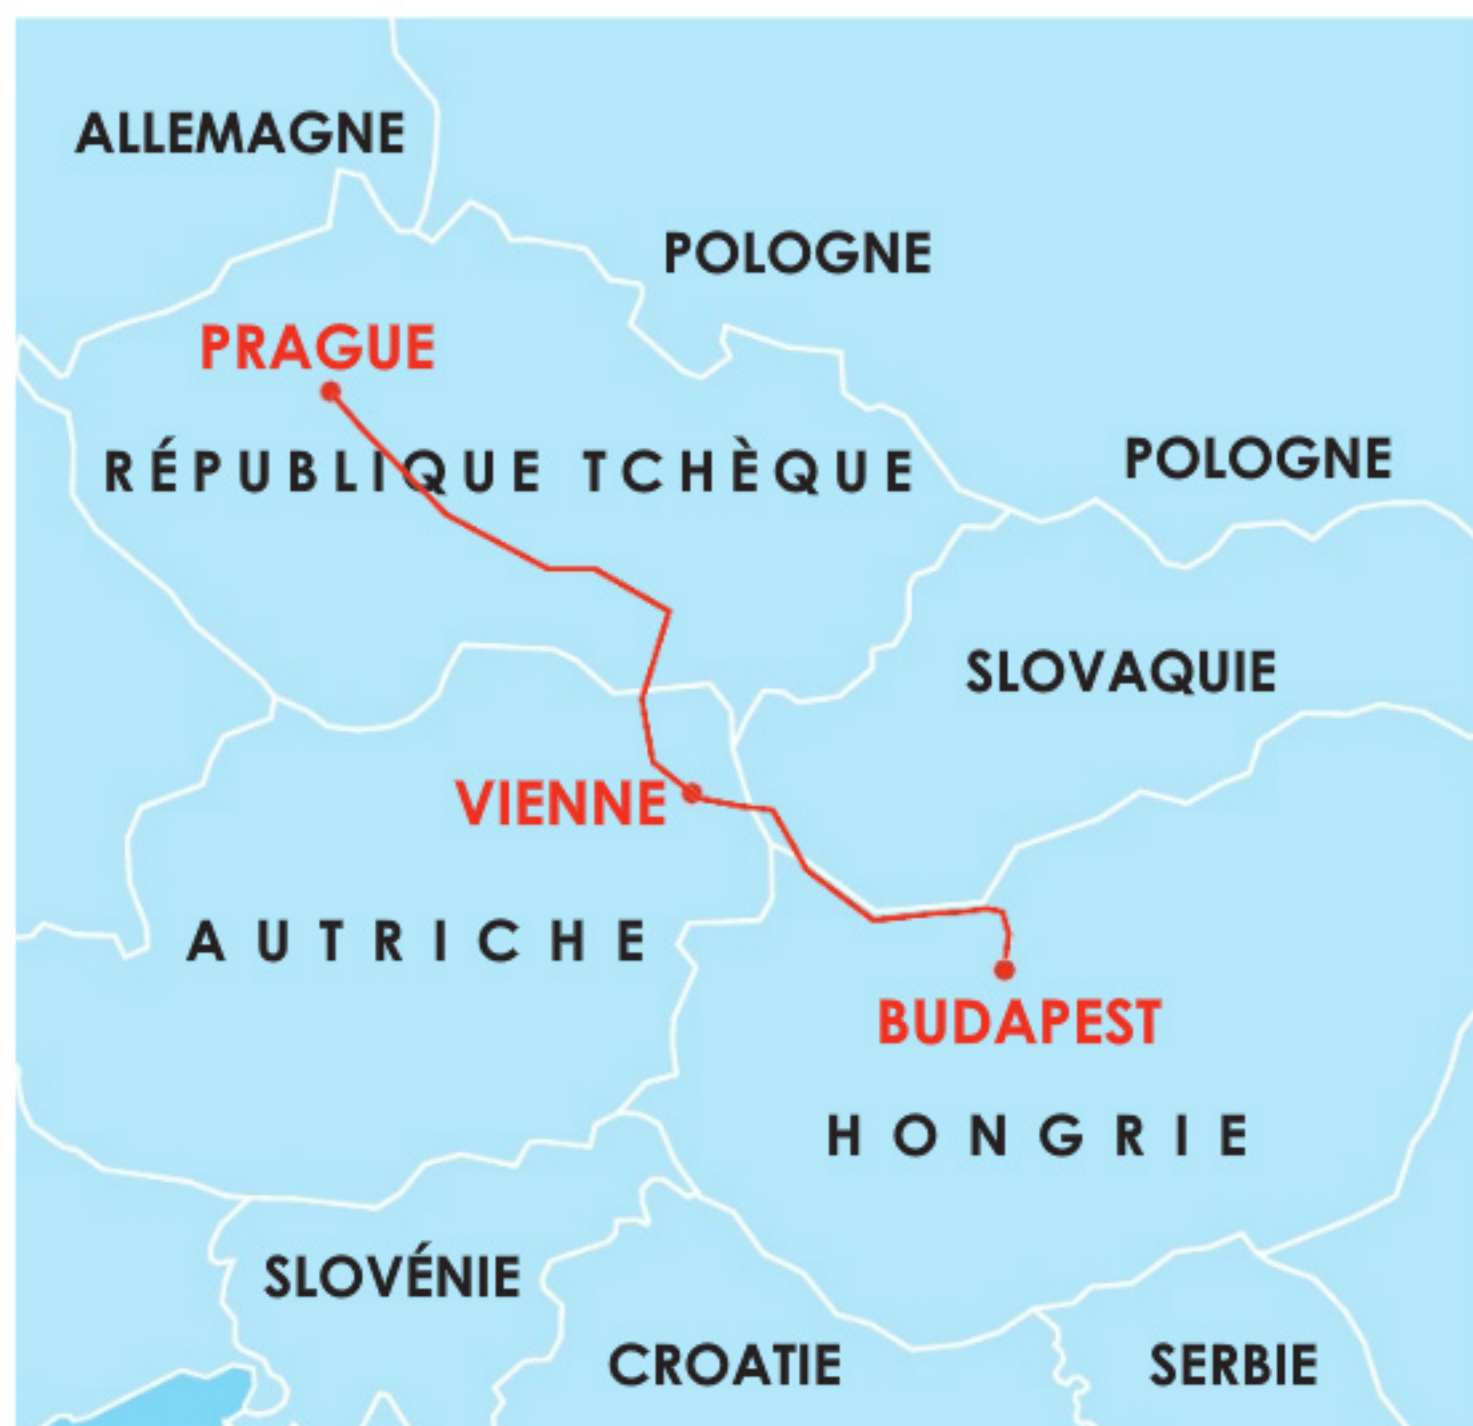 ALLEMAGNE
POLOGNE
PRAGUE
RÉPUBLIQUE TCHÈQUE
POLOGNE
SLOVAQUIE
VIENNE
AUTRICHE
BUDAPEST
HONGRIE
SLOVÉNIE
CROATIE
SERBIE